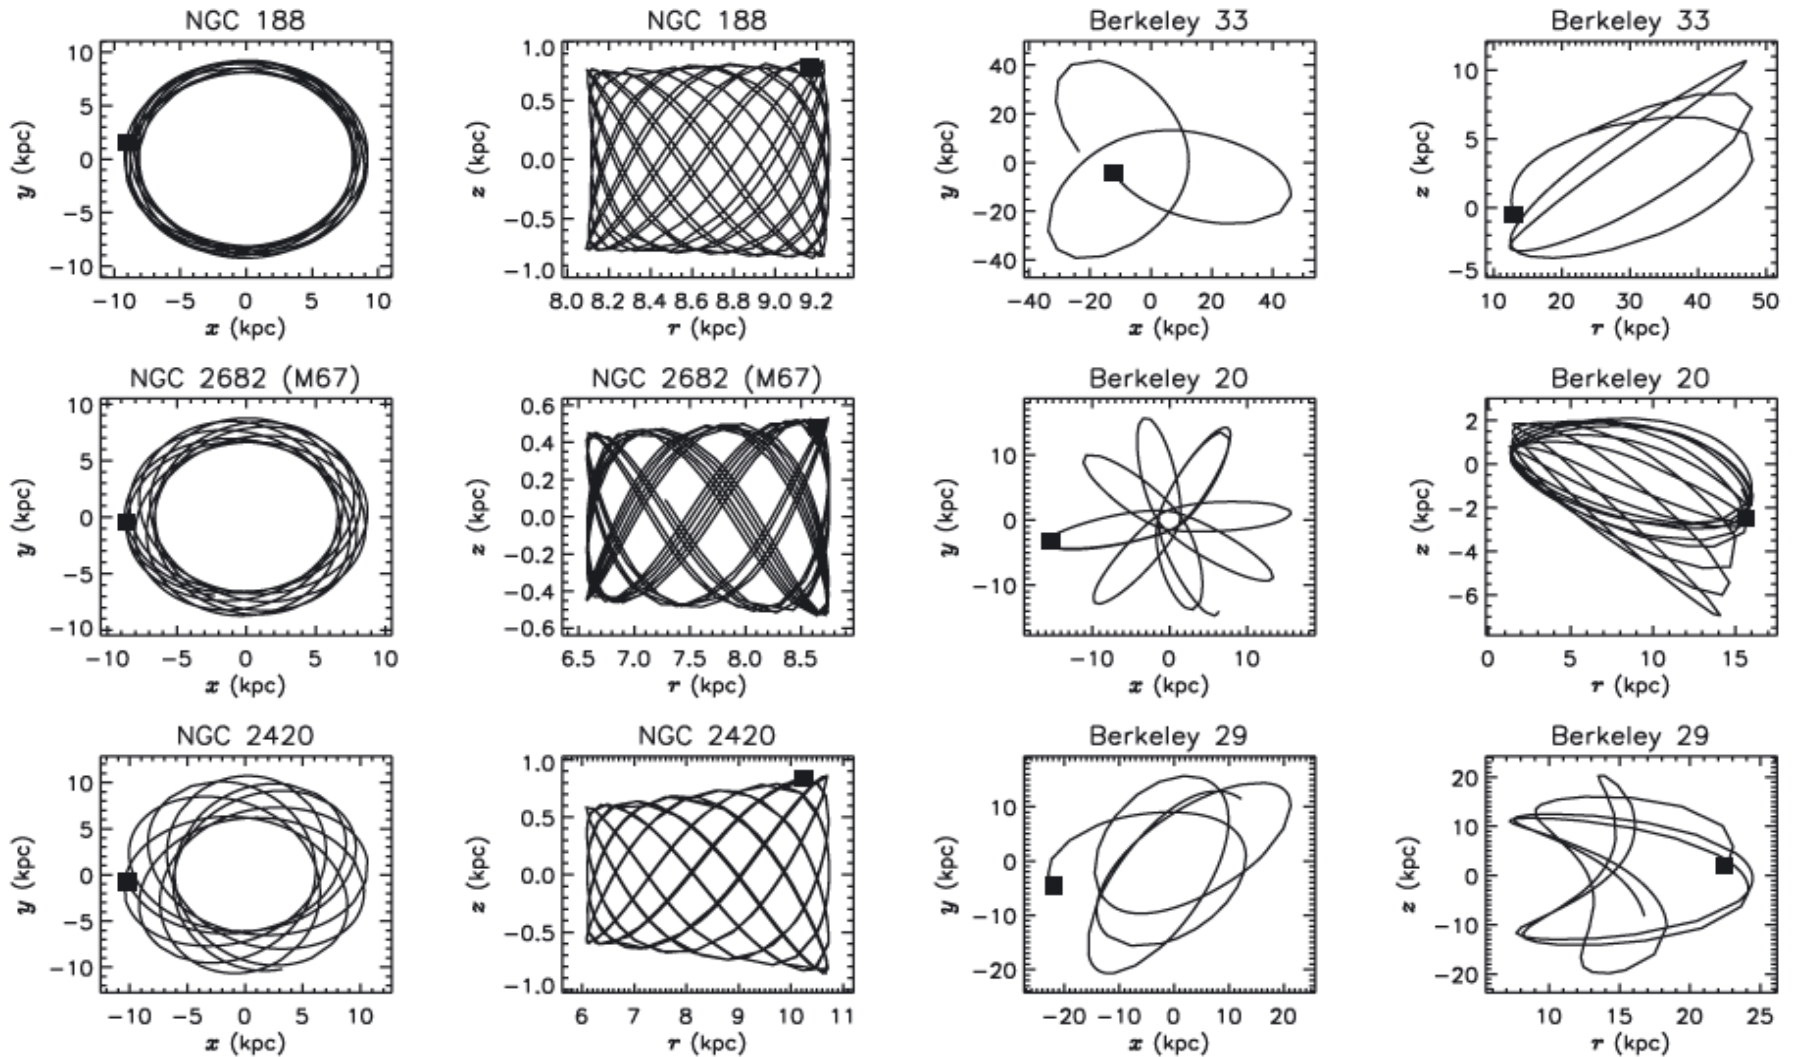 NGC 188
NGC 188
Berkeley 33
Berkeley 33
10
5
0
−5
−10
y (kpc)
−10 −5 0 5 10
x (kpc)
1.0
0.5
0.0
−0.5
−1.0
z (kpc)
8.0 8.2 8.4 8.6 8.8 9.0 9.2
r (kpc)
40
20
0
−20
−40
y (kpc)
−40 −20 0 20 40
x (kpc)
10
5
0
−5
z (kpc)
10 20 30 40 50
r (kpc)
NGC 2682 (M67)
NGC 2682 (M67)
Berkeley 20
Berkeley 20
10
5
0
−5
−10
y (kpc)
−10 −5 0 5 10
x (kpc)
0.6
0.4
0.2
0.0
−0.2
−0.4
−0.6
z (kpc)
6.5 7.0 7.5 8.0 8.5
r (kpc)
10
0
−10
y (kpc)
−10 0 10
x (kpc)
2
0
−2
−4
−6
z (kpc)
0 5 10 15
r (kpc)
NGC 2420
NGC 2420
Berkeley 29
Berkeley 29
10
5
0
−5
−10
y (kpc)
−10 −5 0 5 10
x (kpc)
1.0
0.5
0.0
−0.5
−1.0
z (kpc)
6 7 8 9 10 11
r (kpc)
10
0
−10
−20
y (kpc)
−20 −10 0 10 20
x (kpc)
20
10
0
−10
−20
z (kpc)
10 15 20 25
r (kpc)